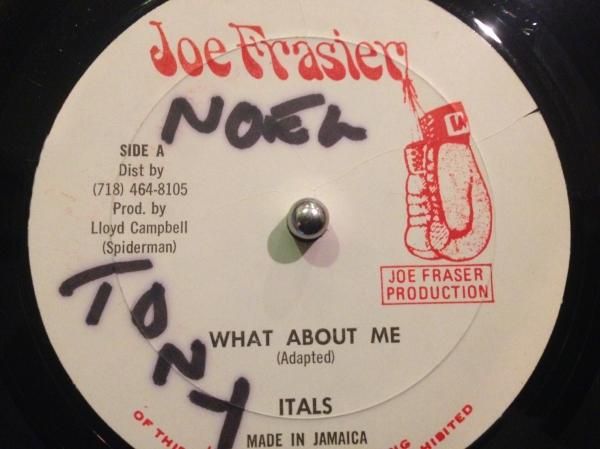 Joe Frasier
NOEL
SIDE A
Dist by
(718) 464-8105
Prod. by
Lloyd Campbell
(Spiderman)
JOE FRASER
PRODUCTION
TONY
WHAT ABOUT ME
(Adapted)
ITALS
MADE IN JAMAICA